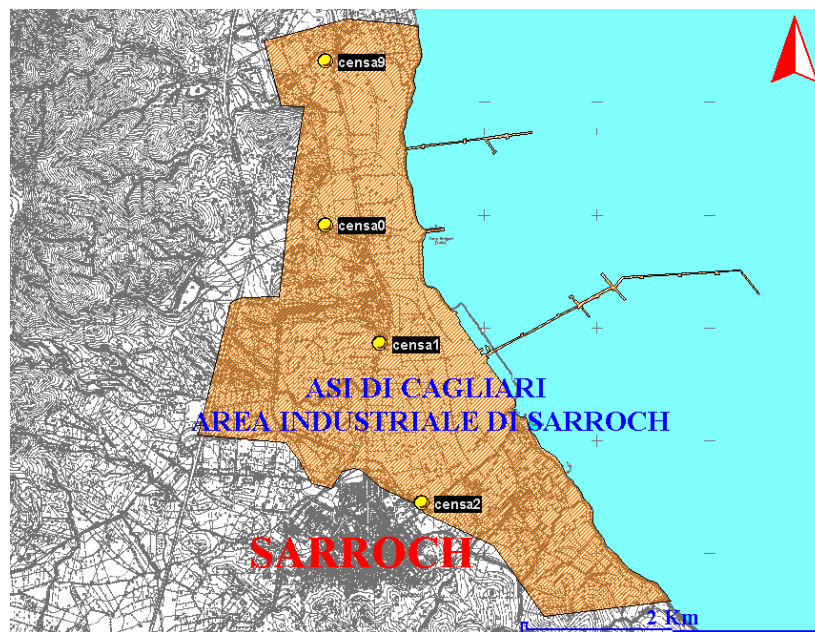 censa9
censa0
censa1
ASI DI CAGLIARI
AREA INDUSTRIALE DI SARROCH
censa2
SARROCH
2 Km